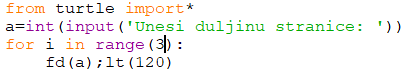 from turtle import*
a=int(input('Unesi duljinu stranice: '))
for i in range(3):
    fd(a);lt(120)